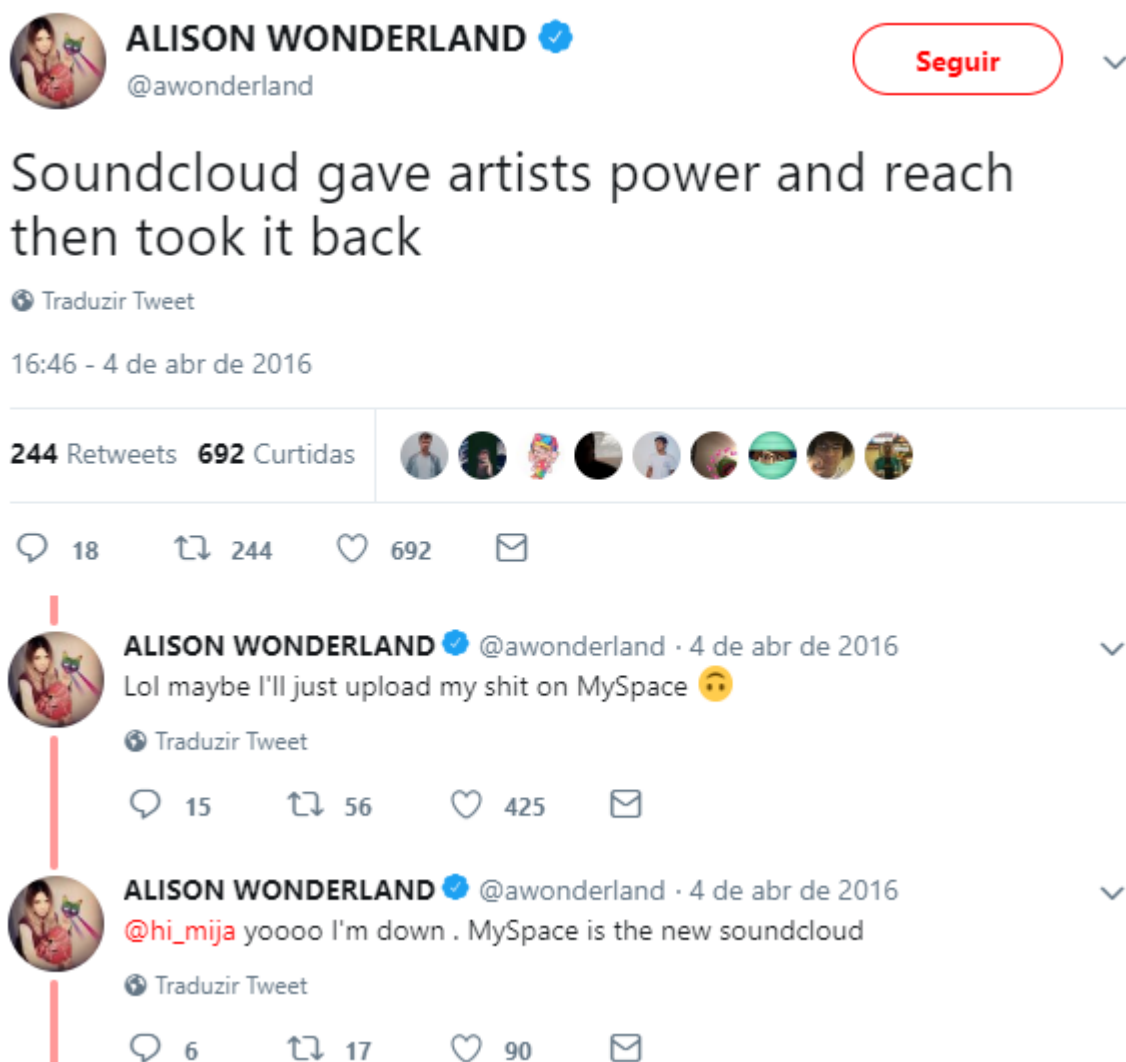 ALISON WONDERLAND
@awonderland
Seguir
Soundcloud gave artists power and reach
then took it back
Traduzir Tweet
16:46 - 4 de abr de 2016
244 Retweets 692 Curtidas
18 244 692
ALISON WONDERLAND @awonderland · 4 de abr de 2016
Lol maybe I'll just upload my shit on MySpace 🙃
Traduzir Tweet
15 56 425
ALISON WONDERLAND @awonderland · 4 de abr de 2016
@hi_mija yoooo I'm down . MySpace is the new soundcloud
Traduzir Tweet
6 17 90